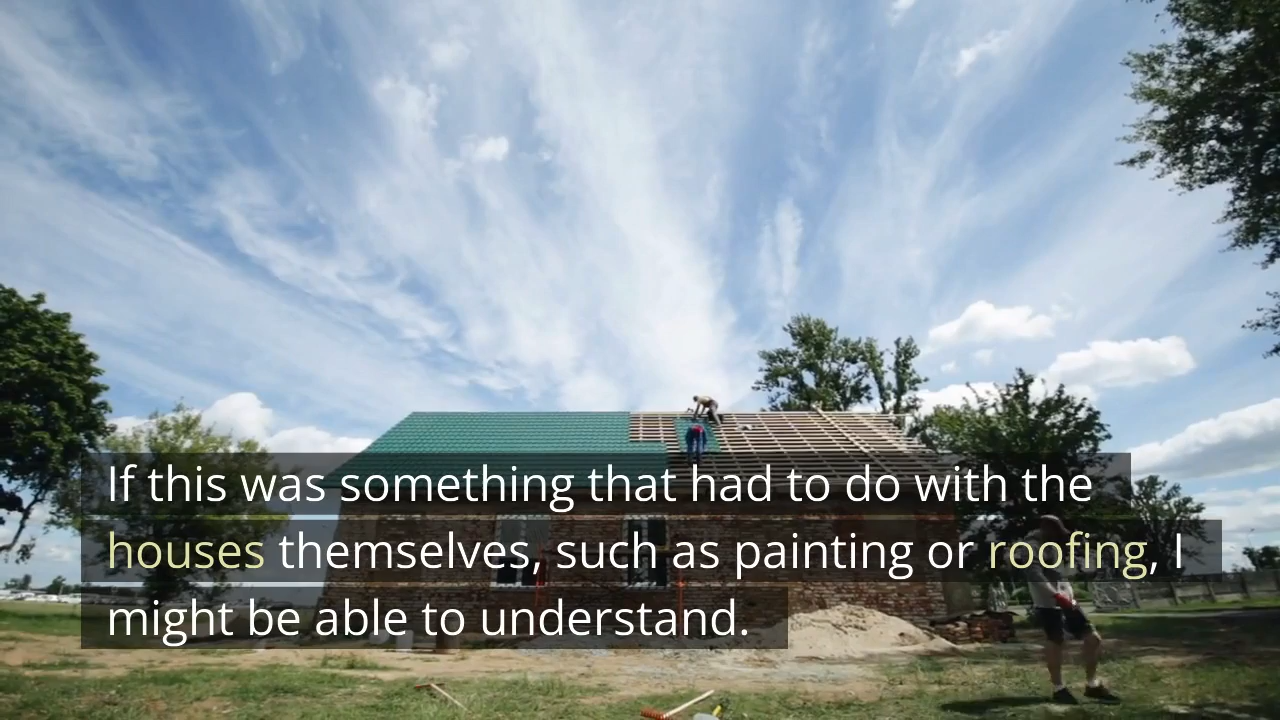 If this was something that had to do with the
houses themselves, such as painting or roofing, I
might be able to understand.